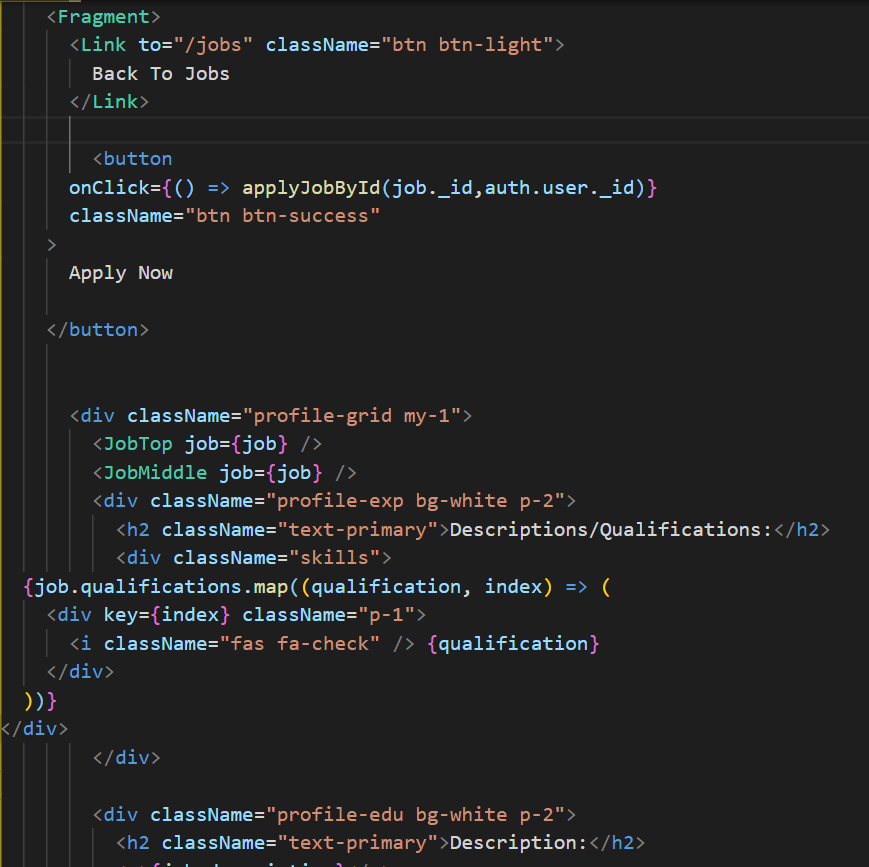 <Fragment>
<Link to="/jobs" className="btn btn-light">
Back To Jobs
</Link>
<button
onClick={() => applyJobById(job._id,auth.user._id)}
className="btn btn-success"
>
Apply Now
</button>
<div className="profile-grid my-1">
<JobTop job={job} />
<JobMiddle job={job} />
<div className="profile-exp bg-white p-2">
<h2 className="text-primary">Descriptions/Qualifications:</h2>
<div className="skills">
{job.qualifications.map((qualification, index) => (
<div key={index} className="p-1">
<i className="fas fa-check" /> {qualification}
</div>
))}
</div>
</div>
<div className="profile-edu bg-white p-2">
<h2 className="text-primary">Description:</h2>